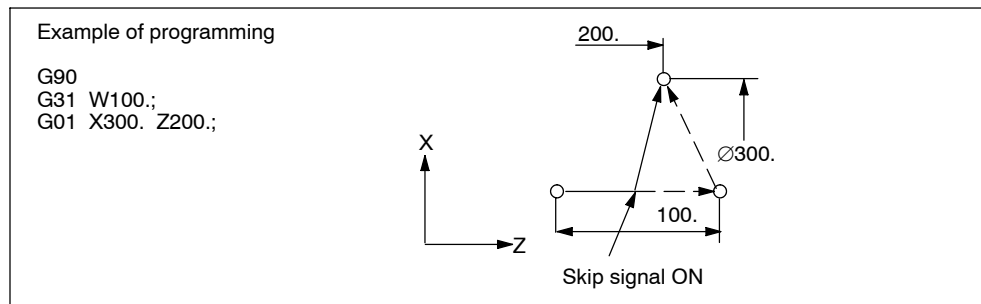 Example of programming
G90
G31 W100.;
G01 X300. Z200.;
200.
X
∅300.
100.
Z
Skip signal ON